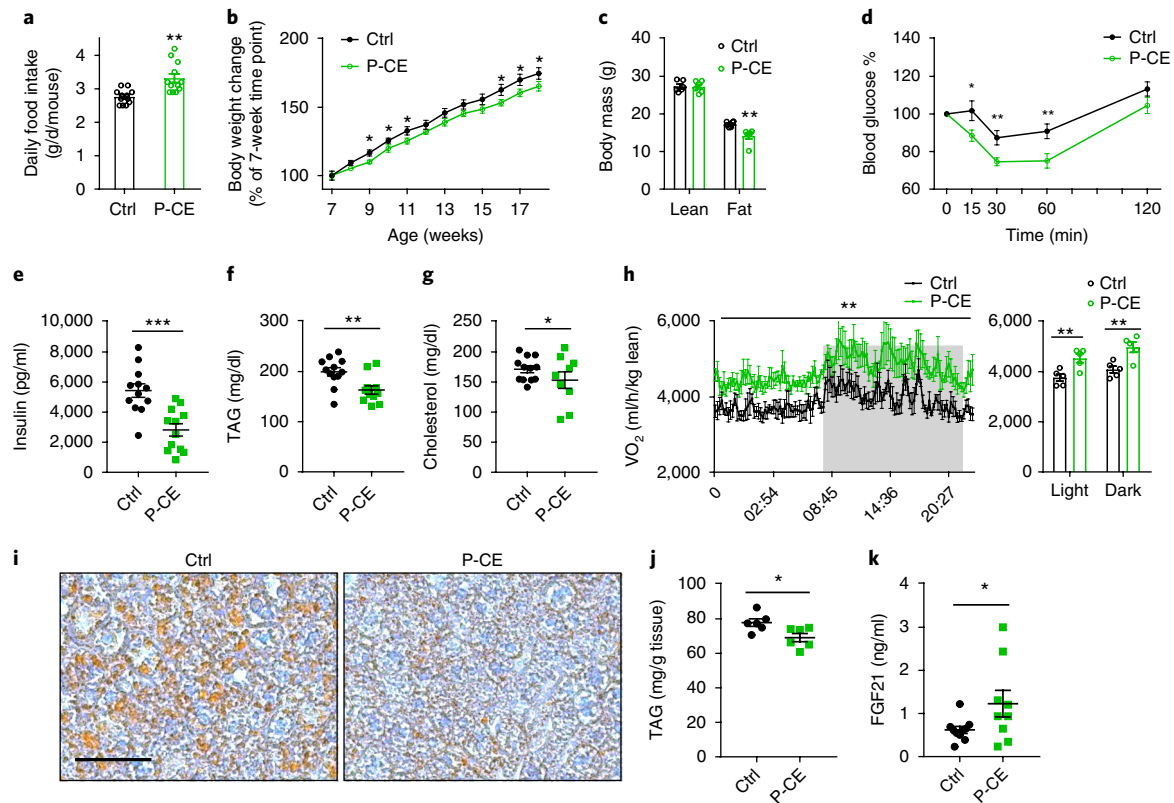 a
Daily food intake
(g/d/mouse)
4
3
2
1
0
**
Ctrl
P-CE
b
Body weight change
(% of 7-week time point)
200
150
100
Ctrl
P-CE
* * * * * *
7 9 11 13 15 17
Age (weeks)
c
Body mass (g)
40
30
20
10
0
Ctrl
P-CE
**
Lean Fat
d
Blood glucose %
140
120
100
80
60
Ctrl
P-CE
* ** **
0 15 30 60 120
Time (min)
e
Insulin (pg/ml)
10,000
8,000
6,000
4,000
2,000
0
***
Ctrl
P-CE
f
TAG (mg/dl)
300
200
100
0
**
Ctrl
P-CE
g
Cholesterol (mg/dl)
300
250
200
150
100
50
0
*
Ctrl
P-CE
h
VO2 (ml/h/kg lean)
6,000
4,000
2,000
Ctrl
P-CE
**
0 02:54 08:45 14:36 20:27
Ctrl
P-CE
6,000
4,000
2,000
0
** **
Light Dark
i
Ctrl
P-CE
j
TAG (mg/g tissue)
80
60
40
20
0
*
Ctrl
P-CE
k
FGF21 (ng/ml)
4
3
2
1
0
*
Ctrl
P-CE